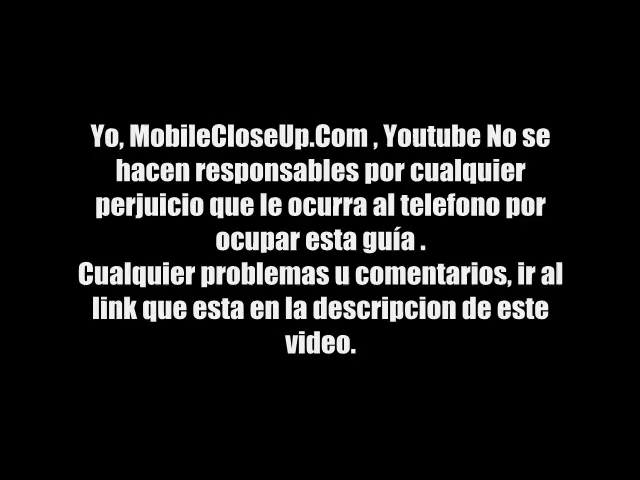 Yo, MobileCloseUp.Com , Youtube No se
hacen responsables por cualquier
perjuicio que le ocurra al telefono por
ocupar esta guía .
Cualquier problemas u comentarios, ir al
link que esta en la descripcion de este
video.